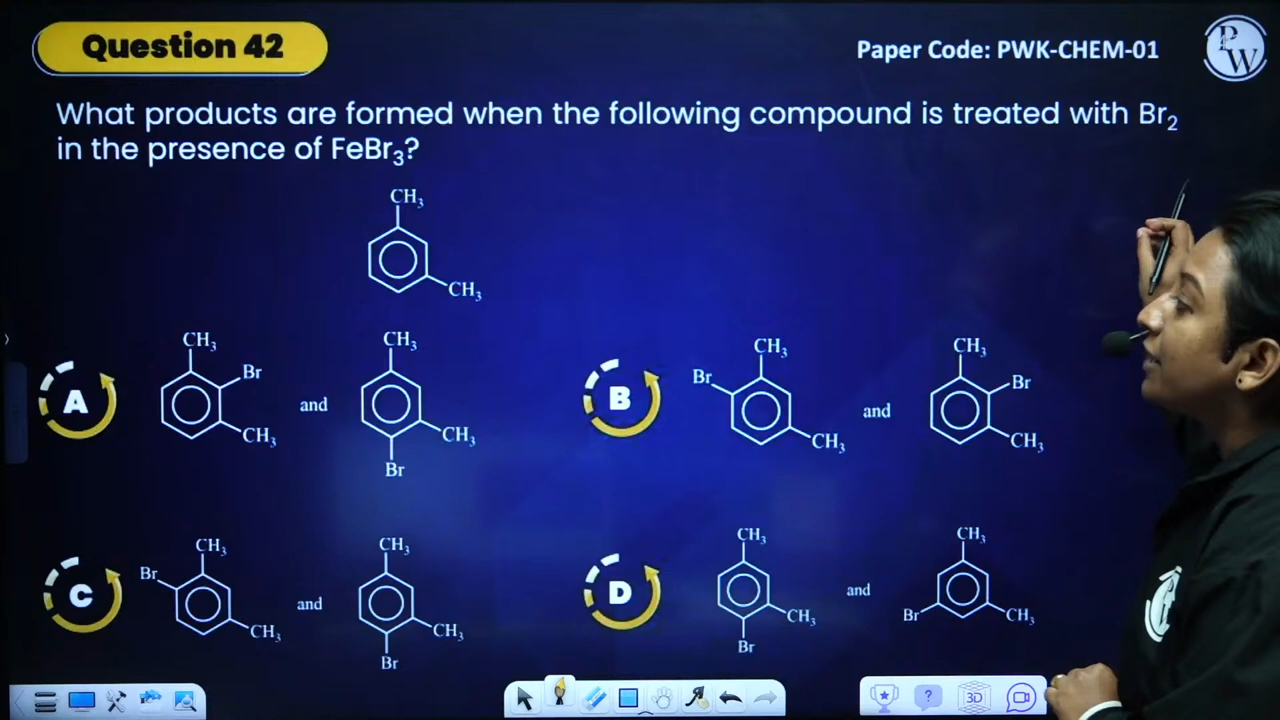 Question 42
Paper Code: PWK-CHEM-01
PW
What products are formed when the following compound is treated with Br₂
in the presence of FeBr₃?
CH₃
CH₃
A
CH₃
Br
CH₃
and
CH₃
CH₃
Br
B
CH₃
Br
CH₃
and
CH₃
Br
CH₃
C
CH₃
Br
CH₃
and
CH₃
CH₃
Br
D
CH₃
CH₃
Br
and
CH₃
Br
CH₃
?
3D